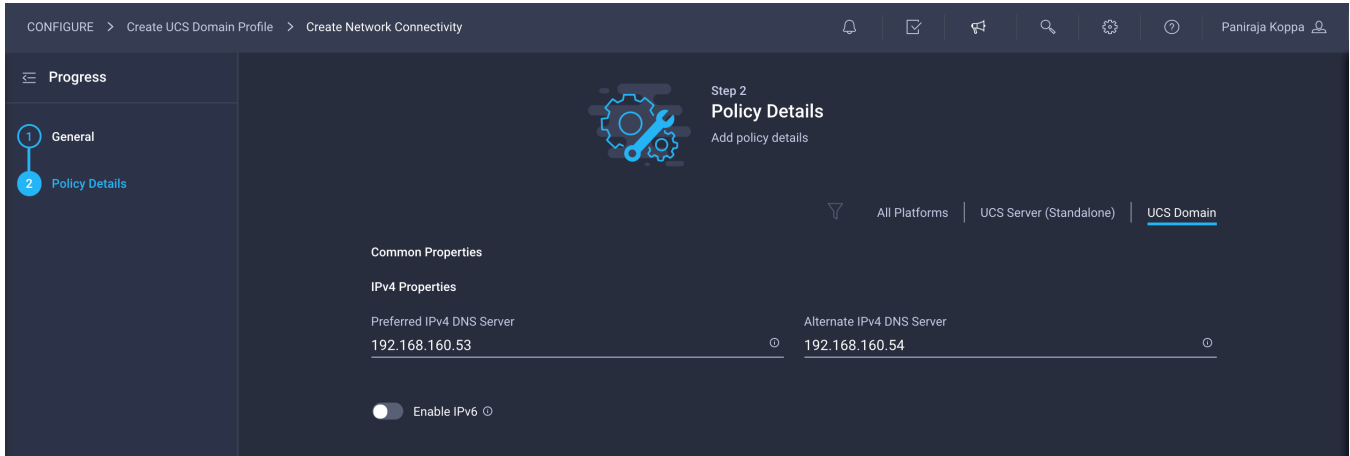 CONFIGURE > Create UCS Domain Profile > Create Network Connectivity
Paniraja Koppa
Progress
1 General
2 Policy Details
Step 2
Policy Details
Add policy details
All Platforms | UCS Server (Standalone) | UCS Domain
Common Properties
IPv4 Properties
Preferred IPv4 DNS Server
192.168.160.53
Alternate IPv4 DNS Server
192.168.160.54
Enable IPv6